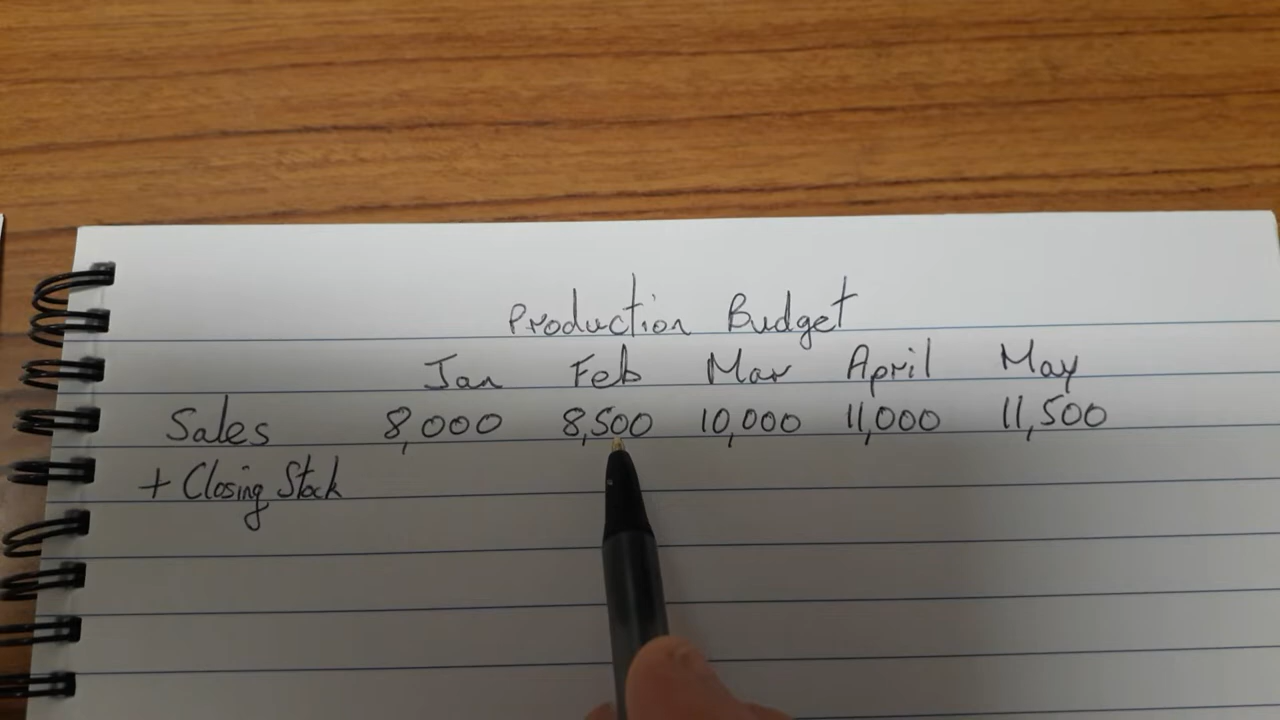 Production Budget
Jan Feb Mar April May
Sales 8,000 8,500 10,000 11,000 11,500
+ Closing Stock